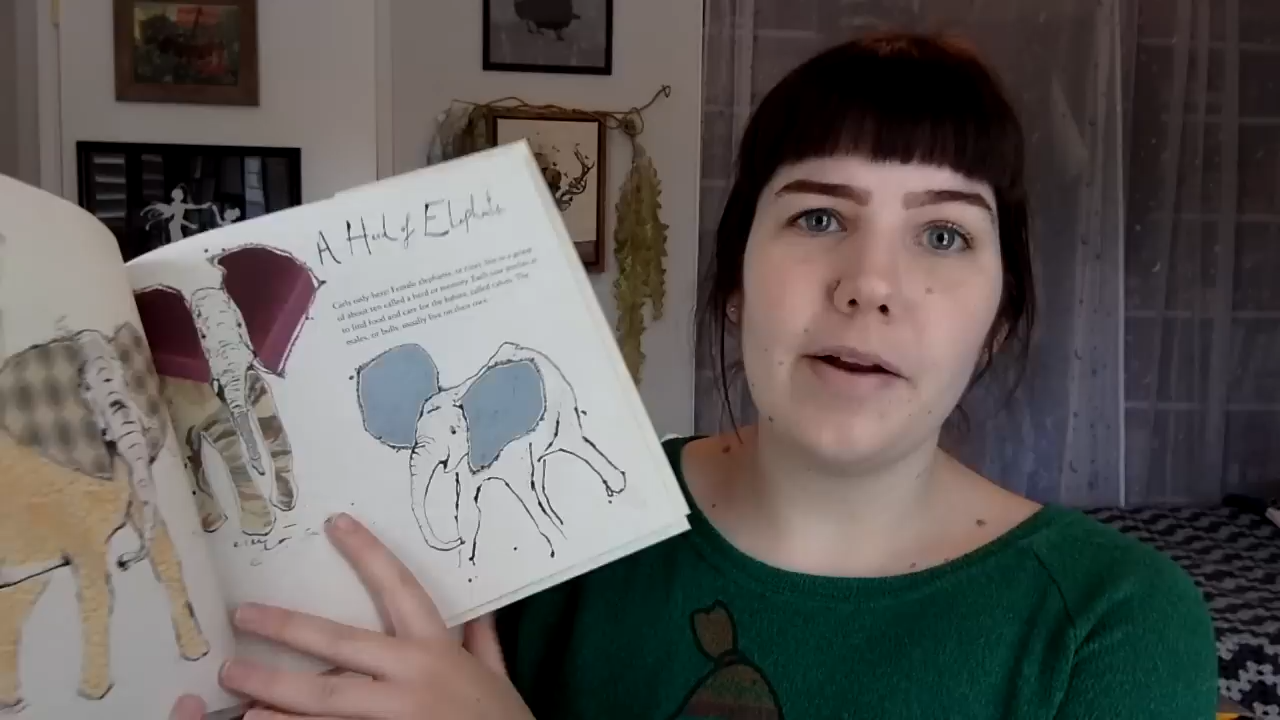 A Herd of Elephants
Girls only here! Female elephants, or cows, live in a group
of about ten called a herd or memory. Each one pitches in
to find food and care for the babies, called calves. The
males, or bulls, usually live on their own.